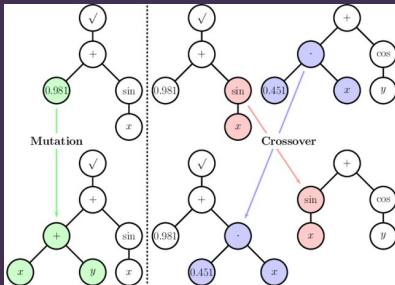 √ √ +
+ + · cos
0.981 sin 0.981 sin 0.451 x y
x x
Mutation Crossover
√ √ +
+ + sin cos
+ sin 0.981 · x y
x y x 0.451 x